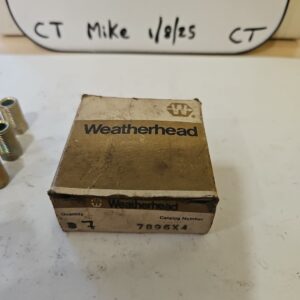 CT Mike 1/8/25 CT
W
Weatherhead
W Weatherhead
Quantity Catalog Number
7 7896X4